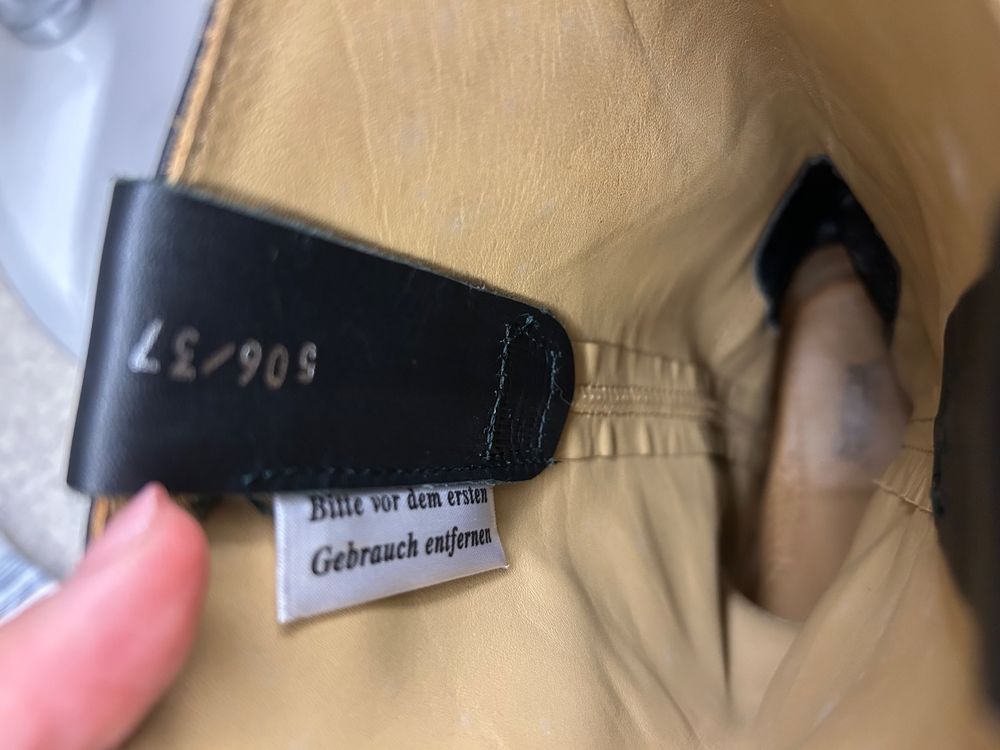 506/37
Bitte vor dem ersten
Gebrauch entfernen